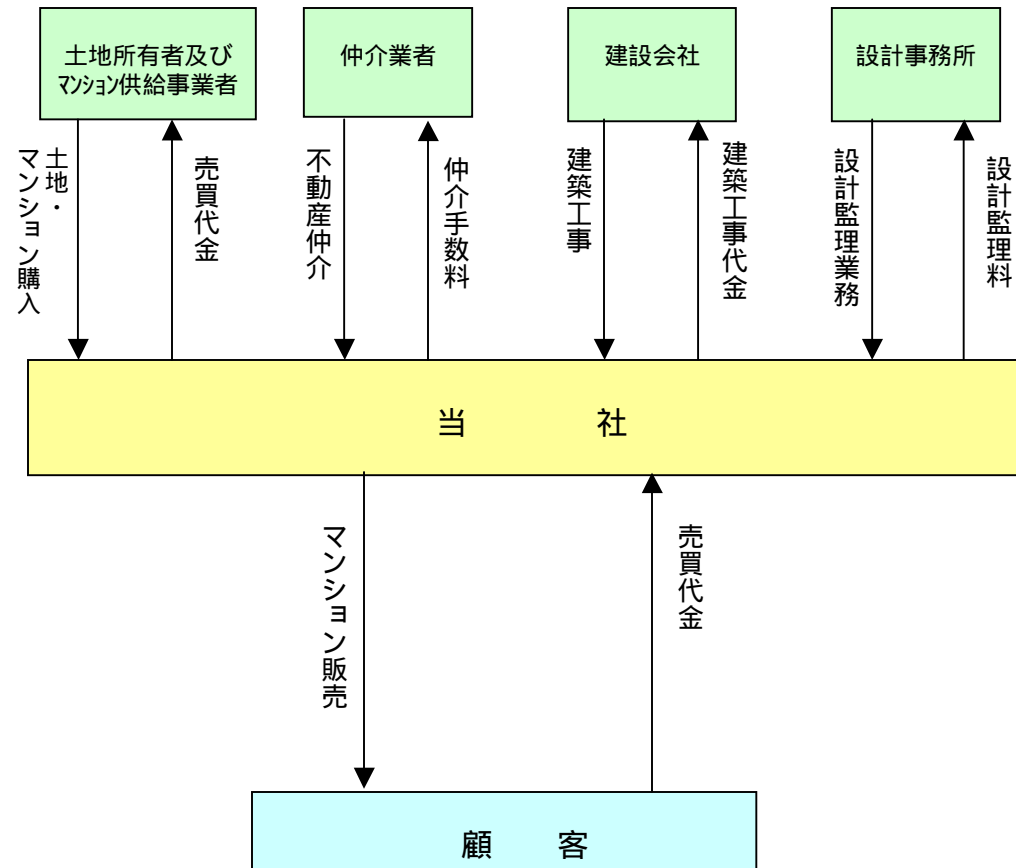 土地所有者及び
ﾏﾝｼｮﾝ供給事業者
仲介業者
建設会社
設計事務所
土地・
マンション購入
売買代金
不動産仲介
仲介手数料
建築工事
建築工事代金
設計監理業務
設計監理料
当 社
マンション販売
売買代金
顧 客